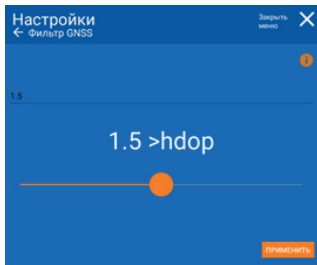 Настройки
Закрыть
меню
← Фильтр GNSS
1.5
1.5 >hdop
ПРИМЕНИТЬ